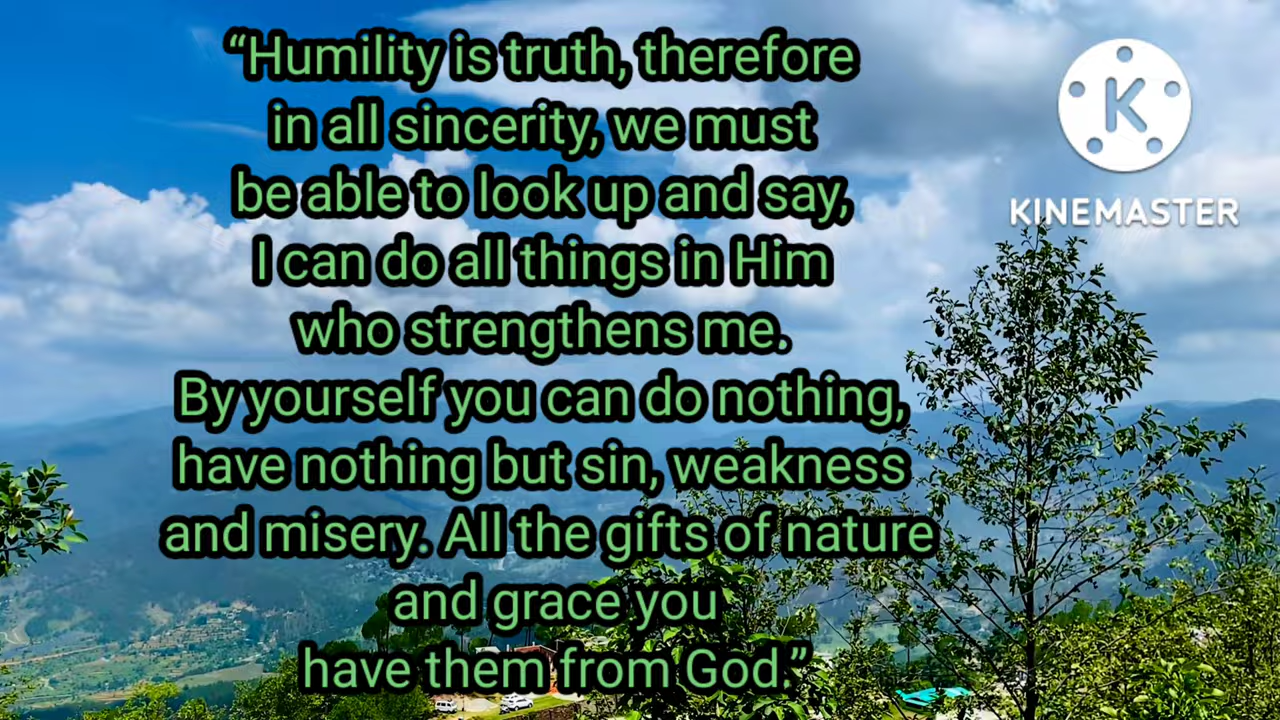 “Humility is truth, therefore
in all sincerity, we must
be able to look up and say,
I can do all things in Him
who strengthens me.
By yourself you can do nothing,
have nothing but sin, weakness
and misery. All the gifts of nature
and grace you
have them from God.”
K
KINEMASTER